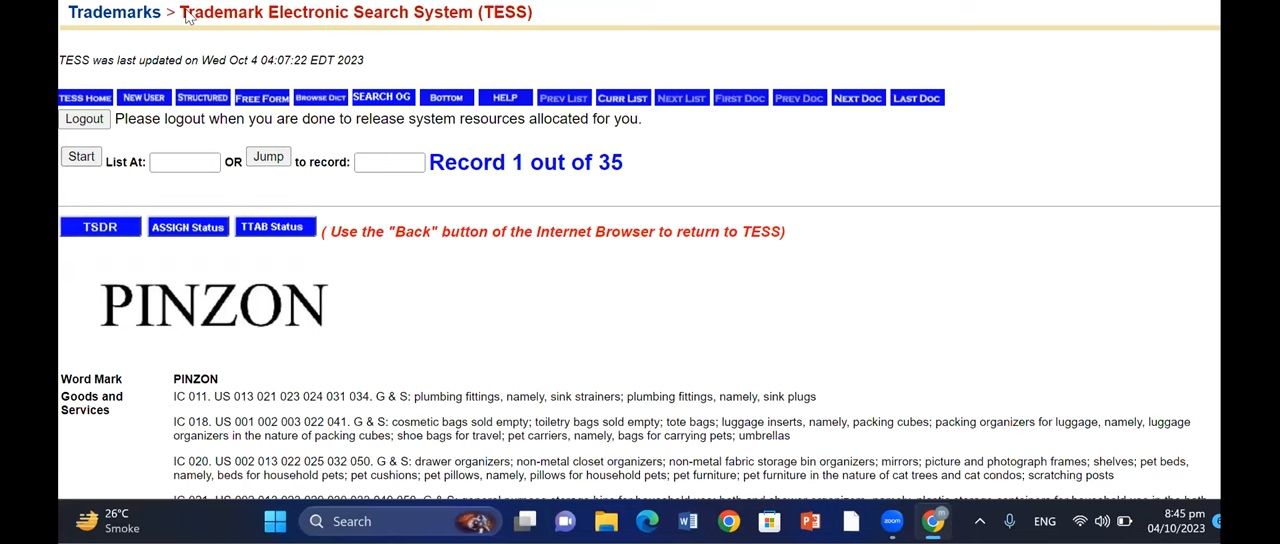 Trademarks > Trademark Electronic Search System (TESS)
TESS was last updated on Wed Oct 4 04:07:22 EDT 2023
TESS HOME NEW USER STRUCTURED FREE FORM BROWSE DICT SEARCH OG BOTTOM HELP PREV LIST CURR LIST NEXT LIST FIRST DOC PREV DOC NEXT DOC LAST DOC
Logout Please logout when you are done to release system resources allocated for you.
Start List At: OR Jump to record: Record 1 out of 35
TSDR ASSIGN Status TTAB Status ( Use the "Back" button of the Internet Browser to return to TESS)
PINZON
Word Mark PINZON
Goods and Services IC 011. US 013 021 023 024 031 034. G & S: plumbing fittings, namely, sink strainers; plumbing fittings, namely, sink plugs
IC 018. US 001 002 003 022 041. G & S: cosmetic bags sold empty; toiletry bags sold empty; tote bags; luggage inserts, namely, packing cubes; packing organizers for luggage, namely, luggage
organizers in the nature of packing cubes; shoe bags for travel; pet carriers, namely, bags for carrying pets; umbrellas
IC 020. US 002 013 022 025 032 050. G & S: drawer organizers; non-metal closet organizers; non-metal fabric storage bin organizers; mirrors; picture and photograph frames; shelves; pet beds,
namely, beds for household pets; pet cushions; pet pillows, namely, pillows for household pets; pet furniture; pet furniture in the nature of cat trees and cat condos; scratching posts
26°C
Smoke
Search
zoom
ENG
8:45 pm
04/10/2023